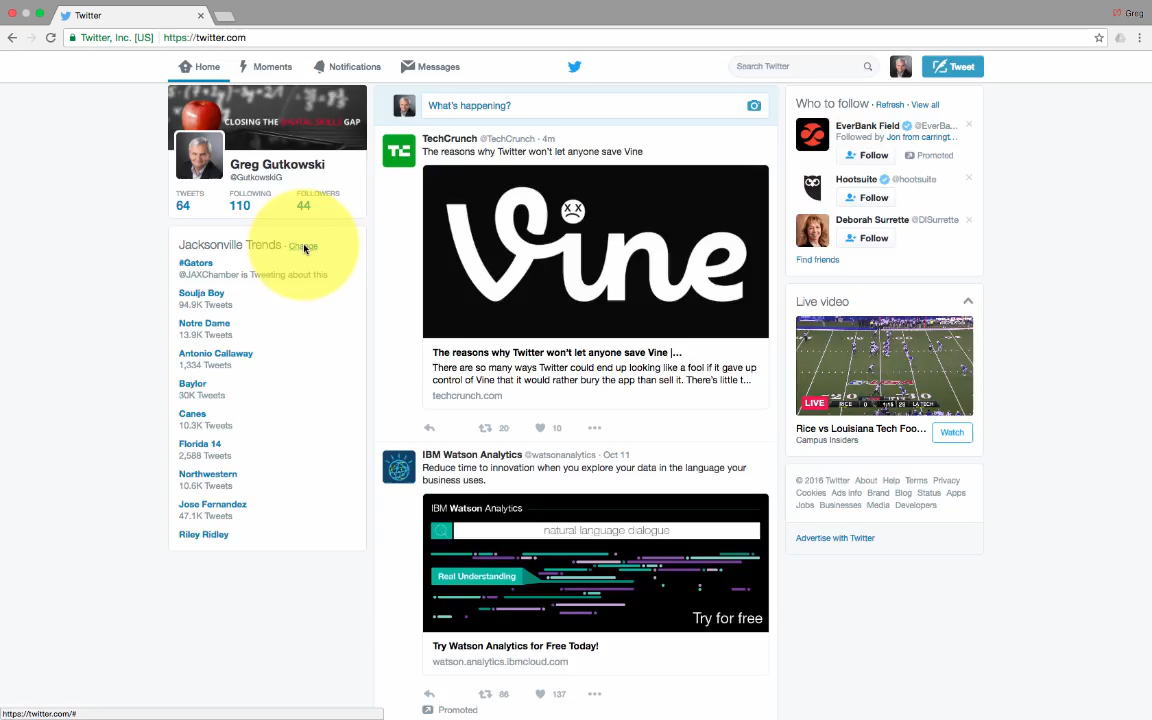 Twitter
Greg
Twitter, Inc. [US]
https://twitter.com
Home
Moments
Notifications
Messages
Search Twitter
Tweet
CLOSING THE DIGITAL SKILLS GAP
Greg Gutkowski
@GutkowskiG
TWEETS
64
FOLLOWING
110
FOLLOWERS
44
Jacksonville Trends · Change
#Gators
@JAXChamber is Tweeting about this
Soulja Boy
94.9K Tweets
Notre Dame
13.9K Tweets
Antonio Callaway
1,334 Tweets
Baylor
30K Tweets
Canes
10.3K Tweets
Florida 14
2,588 Tweets
Northwestern
10.6K Tweets
Jose Fernandez
47.1K Tweets
Riley Ridley
What's happening?
TechCrunch @TechCrunch · 4m
The reasons why Twitter won't let anyone save Vine
Vine
The reasons why Twitter won't let anyone save Vine |...
There are so many ways Twitter could end up looking like a fool if it gave up
control of Vine that it would rather bury the app than sell it. There's little t...
techcrunch.com
20
10
IBM Watson Analytics @watsonanalytics · Oct 11
Reduce time to innovation when you explore your data in the language your
business uses.
IBM Watson Analytics
natural language dialogue
Real Understanding
Try for free
Try Watson Analytics for Free Today!
watson.analytics.ibmcloud.com
86
137
Promoted
Who to follow · Refresh · View all
EverBank Field @EverBa...
Followed by Jon from carringt...
Follow
Promoted
Hootsuite @hootsuite
Follow
Deborah Surrette @DISurrette
Follow
Find friends
Live video
LIVE
RICE 0
LA TECH
Rice vs Louisiana Tech Foo...
Campus Insiders
Watch
© 2016 Twitter About Help Terms Privacy
Cookies Ads info Brand Blog Status Apps
Jobs Businesses Media Developers
Advertise with Twitter
https://twitter.com/#